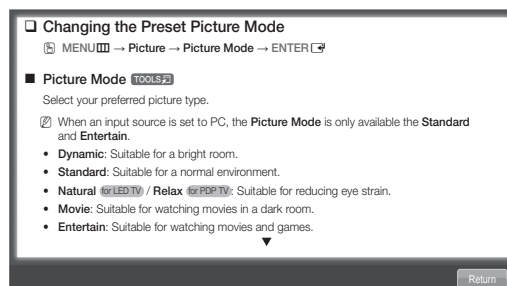 ❑ Changing the Preset Picture Mode
MENU → Picture → Picture Mode → ENTER
■ Picture Mode TOOLS
Select your preferred picture type.
When an input source is set to PC, the Picture Mode is only available the Standard
and Entertain.
• Dynamic: Suitable for a bright room.
• Standard: Suitable for a normal environment.
• Natural for LED TV / Relax for PDP TV: Suitable for reducing eye strain.
• Movie: Suitable for watching movies in a dark room.
• Entertain: Suitable for watching movies and games.
▼
Return